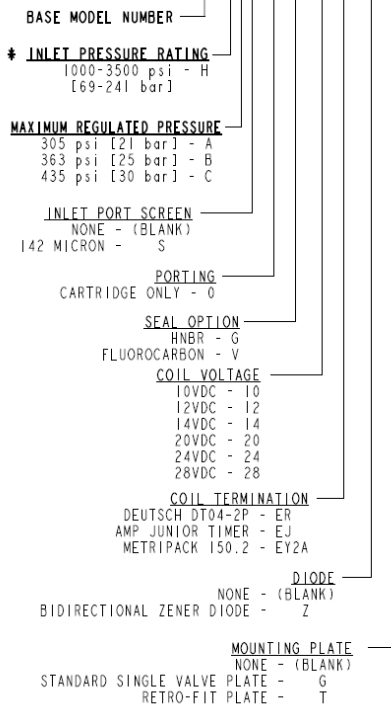 BASE MODEL NUMBER
* INLET PRESSURE RATING
1000-3500 psi - H
[69-241 bar]
MAXIMUM REGULATED PRESSURE
305 psi [21 bar] - A
363 psi [25 bar] - B
435 psi [30 bar] - C
INLET PORT SCREEN
NONE - (BLANK)
142 MICRON - S
PORTING
CARTRIDGE ONLY - 0
SEAL OPTION
HNBR - G
FLUOROCARBON - V
COIL VOLTAGE
10VDC - 10
12VDC - 12
14VDC - 14
20VDC - 20
24VDC - 24
28VDC - 28
COIL TERMINATION
DEUTSCH DT04-2P - ER
AMP JUNIOR TIMER - EJ
METRIPACK 150.2 - EY2A
DIODE
NONE - (BLANK)
BIDIRECTIONAL ZENER DIODE - Z
MOUNTING PLATE
NONE - (BLANK)
STANDARD SINGLE VALVE PLATE - G
RETRO-FIT PLATE - T